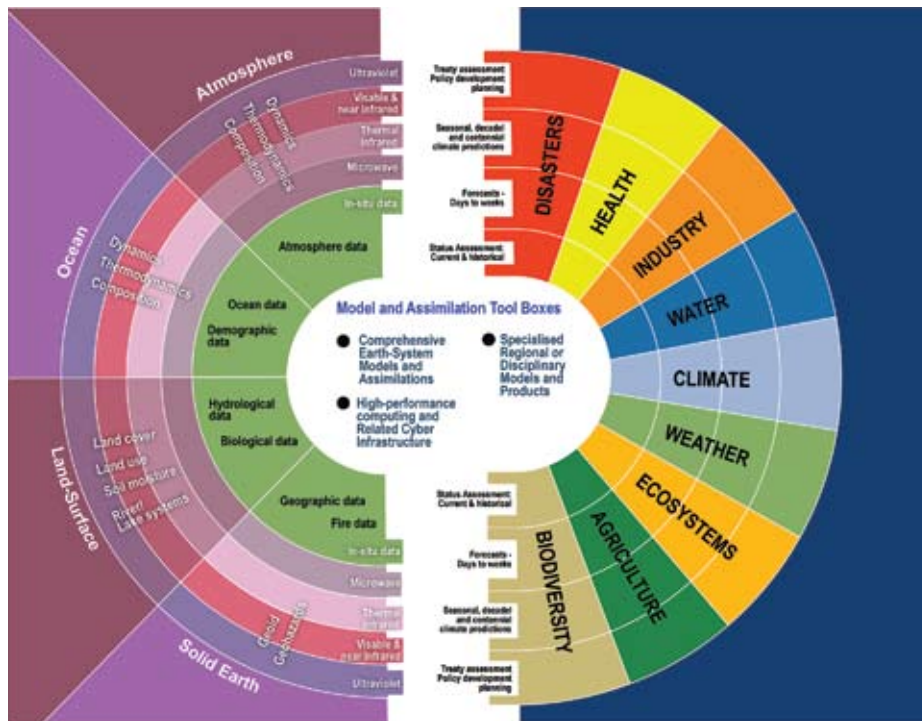 Atmosphere
Ultraviolet
Visable &
near Infrared
Thermal
Infrared
Microwave
In-situ data
Dynamics
Thermodynamics
Composition
Atmosphere data
Ocean
Dynamics
Thermodynamics
Composition
Ocean data
Demographic
data
Hydrological
data
Biological data
Land-Surface
Land cover
Land use
Soil moisture
River/
Lake systems
Geographic data
Fire data
In-situ data
Microwave
Thermal
Infrared
Visable &
near Infrared
Ultraviolet
Solid Earth
Geoid
Geohazards
Model and Assimilation Tool Boxes
Comprehensive
Earth-System
Models and
Assimilations
High-performance
computing and
Related Cyber
Infrastructure
Specialised
Regional or
Disciplinary
Models and
Products
Treaty assessment
Policy development
planning
Seasonal, decadel
and centennial
climate predictions
Forecasts -
Days to weeks
Status Assessment:
Current & historical
DISASTERS
HEALTH
INDUSTRY
WATER
CLIMATE
WEATHER
ECOSYSTEMS
AGRICULTURE
BIODIVERSITY
Status Assessment:
Current & historical
Forecasts -
Days to weeks
Seasonal, decadel
and centennial
climate predictions
Treaty assessment
Policy development
planning